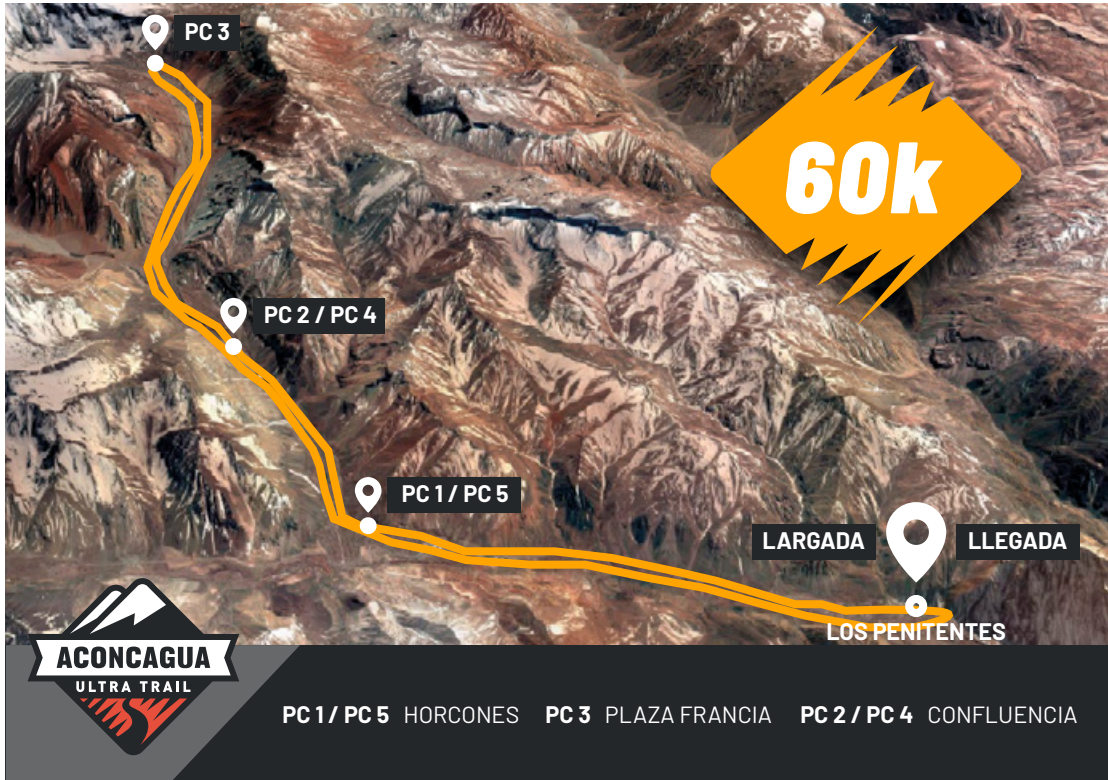 PC 3
60k
PC 2 / PC 4
PC 1 / PC 5
LARGADA
LLEGADA
LOS PENITENTES
ACONCAGUA
ULTRA TRAIL
PC 1 / PC 5 HORCONES PC 3 PLAZA FRANCIA PC 2 / PC 4 CONFLUENCIA